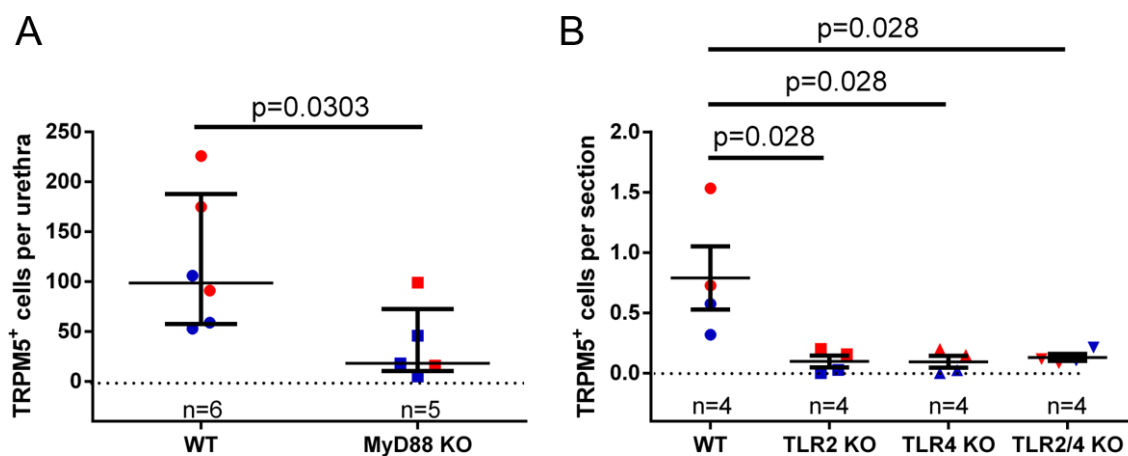 A
p=0.0303
TRPM5+ cells per urethra
250
200
150
100
50
0
n=6
n=5
WT
MyD88 KO
B
p=0.028
p=0.028
p=0.028
TRPM5+ cells per section
2.0
1.5
1.0
0.5
0.0
n=4
n=4
n=4
n=4
WT
TLR2 KO
TLR4 KO
TLR2/4 KO